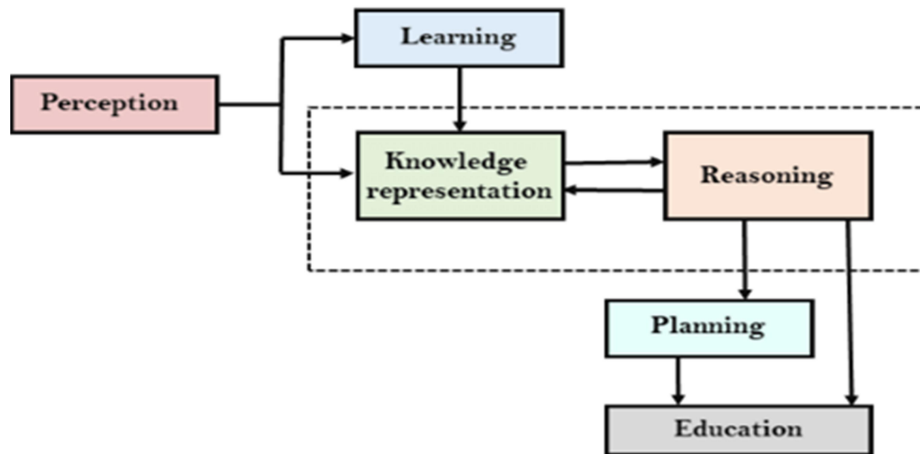 Learning
Perception
Knowledge
representation
Reasoning
Planning
Education